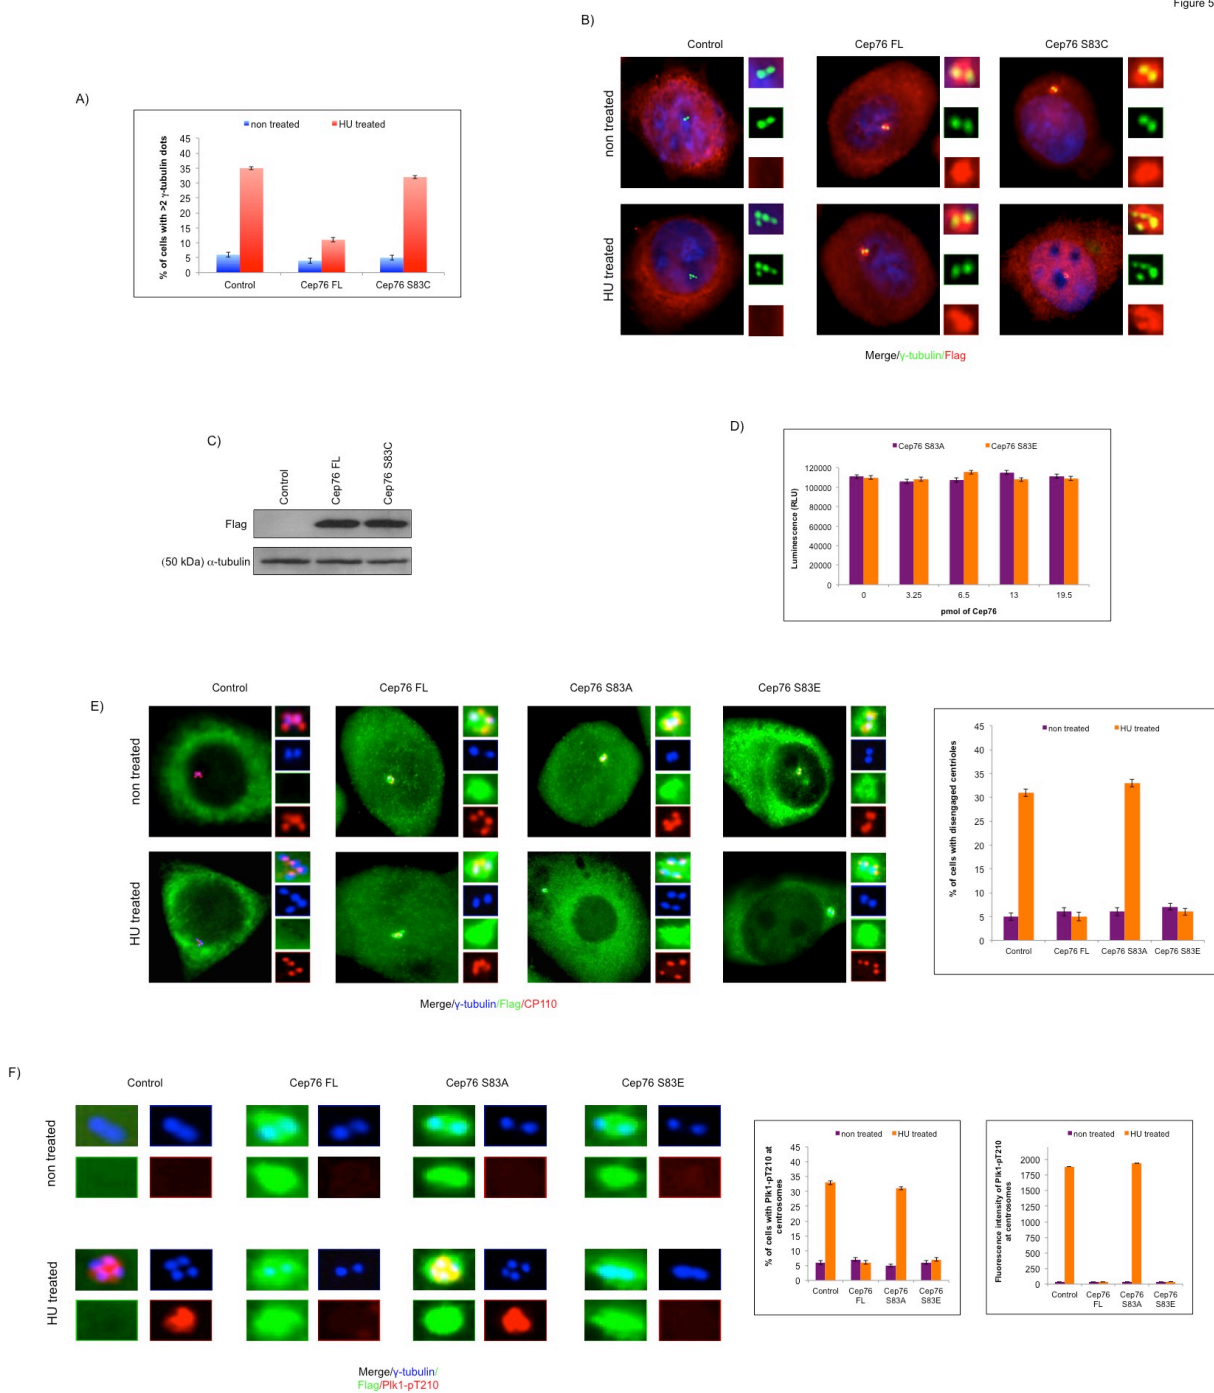 Figure 5
A)
non treated
HU treated
% of cells with >2 γ-tubulin dots
45
40
35
30
25
20
15
10
5
0
Control
Cep76 FL
Cep76 S83C
B)
Control
Cep76 FL
Cep76 S83C
non treated
HU treated
Merge/γ-tubulin/Flag
C)
Control
Cep76 FL
Cep76 S83C
Flag
(50 kDa) α-tubulin
D)
Cep76 S83A
Cep76 S83E
Luminescence (RLU)
120000
100000
80000
60000
40000
20000
0
0
3.25
6.5
13
19.5
pmol of Cep76
E)
Control
Cep76 FL
Cep76 S83A
Cep76 S83E
non treated
HU treated
Merge/γ-tubulin/Flag/CP110
non treated
HU treated
% of cells with disengaged centrioles
45
40
35
30
25
20
15
10
5
0
Control
Cep76 FL
Cep76 S83A
Cep76 S83E
F)
Control
Cep76 FL
Cep76 S83A
Cep76 S83E
non treated
HU treated
Merge/γ-tubulin/
Flag/Plk1-pT210
non treated
HU treated
% of cells with Plk1-pT210 at
centrosomes
45
40
35
30
25
20
15
10
5
0
Control
Cep76
FL
Cep76
S83A
Cep76
S83E
non treated
HU treated
Fluorescence intensity of Plk1-pT210
at centrosomes
2000
1750
1500
1250
1000
750
500
250
0
Control
Cep76
FL
Cep76
S83A
Cep76
S83E